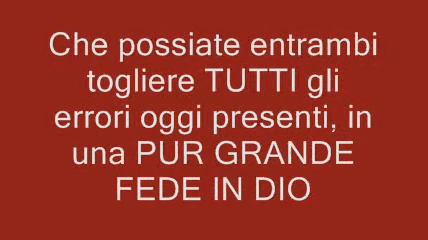 Che possiate entrambi
togliere TUTTI gli
errori oggi presenti, in
una PUR GRANDE
FEDE IN DIO